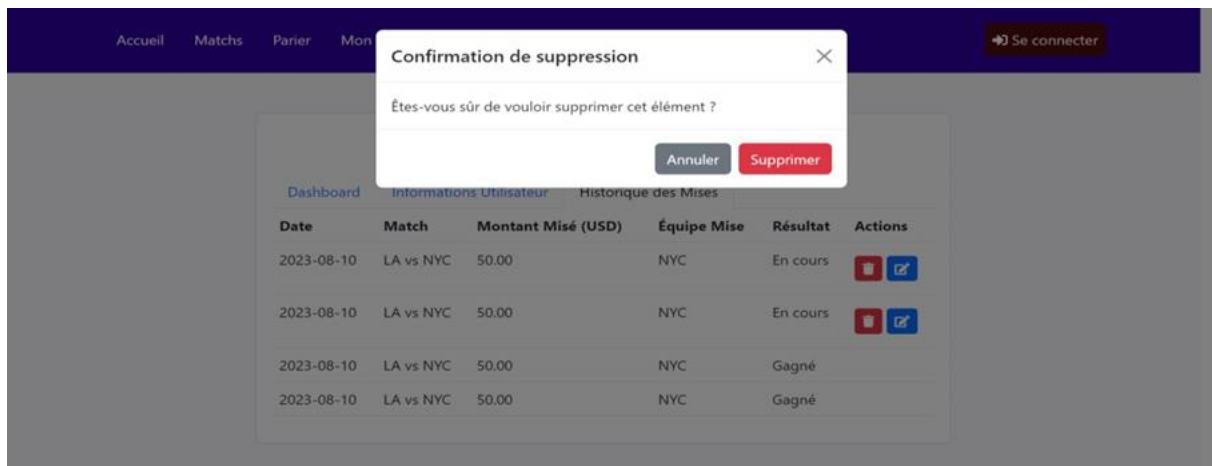 Accueil Matchs Parier Mon Se connecter
Confirmation de suppression
Êtes-vous sûr de vouloir supprimer cet élément ?
Annuler Supprimer
Dashboard Informations Utilisateur Historique des Mises
Date Match Montant Misé (USD) Équipe Mise Résultat Actions
2023-08-10 LA vs NYC 50.00 NYC En cours
2023-08-10 LA vs NYC 50.00 NYC En cours
2023-08-10 LA vs NYC 50.00 NYC Gagné
2023-08-10 LA vs NYC 50.00 NYC Gagné